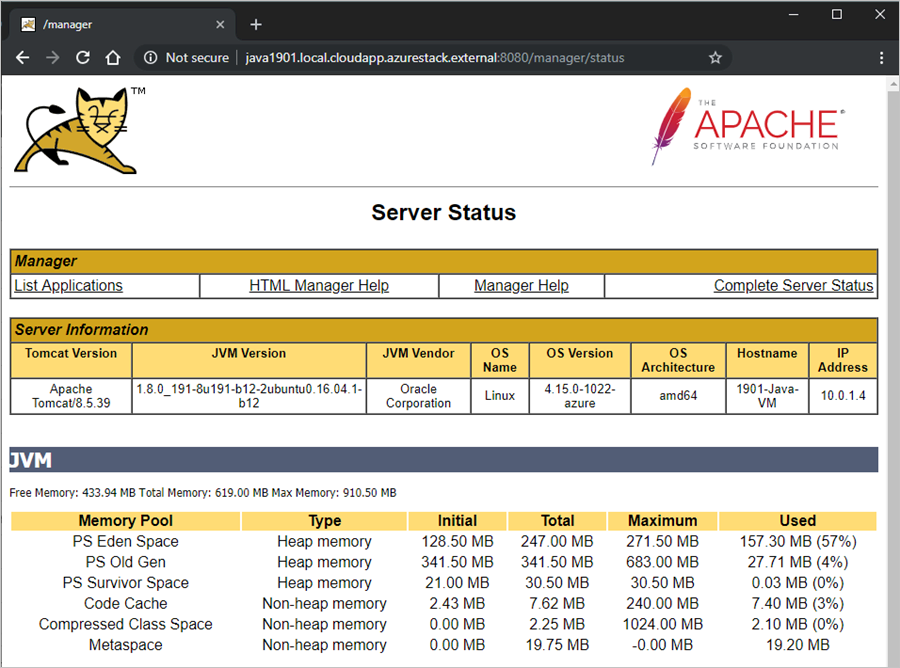 /manager
Not secure java1901.local.cloudapp.azurestack.external:8080/manager/status
TM
THE
APACHE®
SOFTWARE FOUNDATION
Server Status
Manager
List Applications HTML Manager Help Manager Help Complete Server Status
Server Information
Tomcat Version JVM Version JVM Vendor OS Name OS Version OS Architecture Hostname IP Address
Apache Tomcat/8.5.39 1.8.0_191-8u191-b12-2ubuntu0.16.04.1-b12 Oracle Corporation Linux 4.15.0-1022-azure amd64 1901-Java-VM 10.0.1.4
JVM
Free Memory: 433.94 MB Total Memory: 619.00 MB Max Memory: 910.50 MB
Memory Pool Type Initial Total Maximum Used
PS Eden Space Heap memory 128.50 MB 247.00 MB 271.50 MB 157.30 MB (57%)
PS Old Gen Heap memory 341.50 MB 341.50 MB 683.00 MB 27.71 MB (4%)
PS Survivor Space Heap memory 21.00 MB 30.50 MB 30.50 MB 0.03 MB (0%)
Code Cache Non-heap memory 2.43 MB 7.62 MB 240.00 MB 7.40 MB (3%)
Compressed Class Space Non-heap memory 0.00 MB 2.25 MB 1024.00 MB 2.10 MB (0%)
Metaspace Non-heap memory 0.00 MB 19.75 MB -0.00 MB 19.20 MB